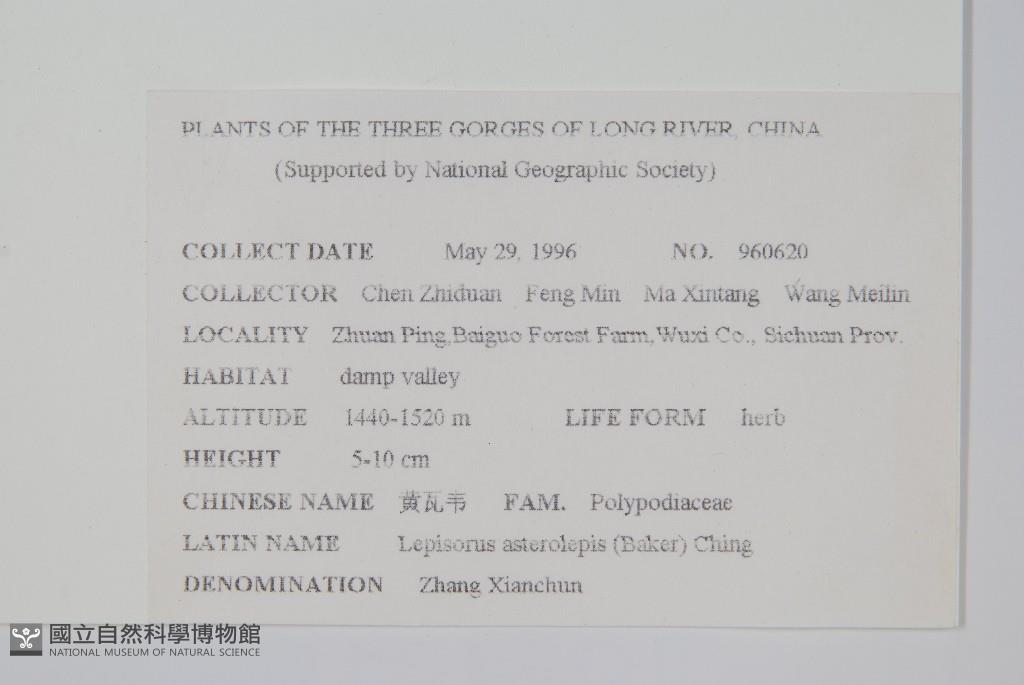 PLANTS OF THE THREE GORGES OF LONG RIVER, CHINA
(Supported by National Geographic Society)
COLLECT DATE May 29, 1996 NO. 960620
COLLECTOR Chen Zhiduan Feng Min Ma Xintang Wang Meilin
LOCALITY Zhuan Ping,Baiguo Forest Farm,Wuxi Co., Sichuan Prov.
HABITAT damp valley
ALTITUDE 1440-1520 m LIFE FORM herb
HEIGHT 5-10 cm
CHINESE NAME 黄瓦韦 FAM. Polypodiaceae
LATIN NAME Lepisorus asterolepis (Baker) Ching
DENOMINATION Zhang Xianchun
國立自然科學博物館
NATIONAL MUSEUM OF NATURAL SCIENCE